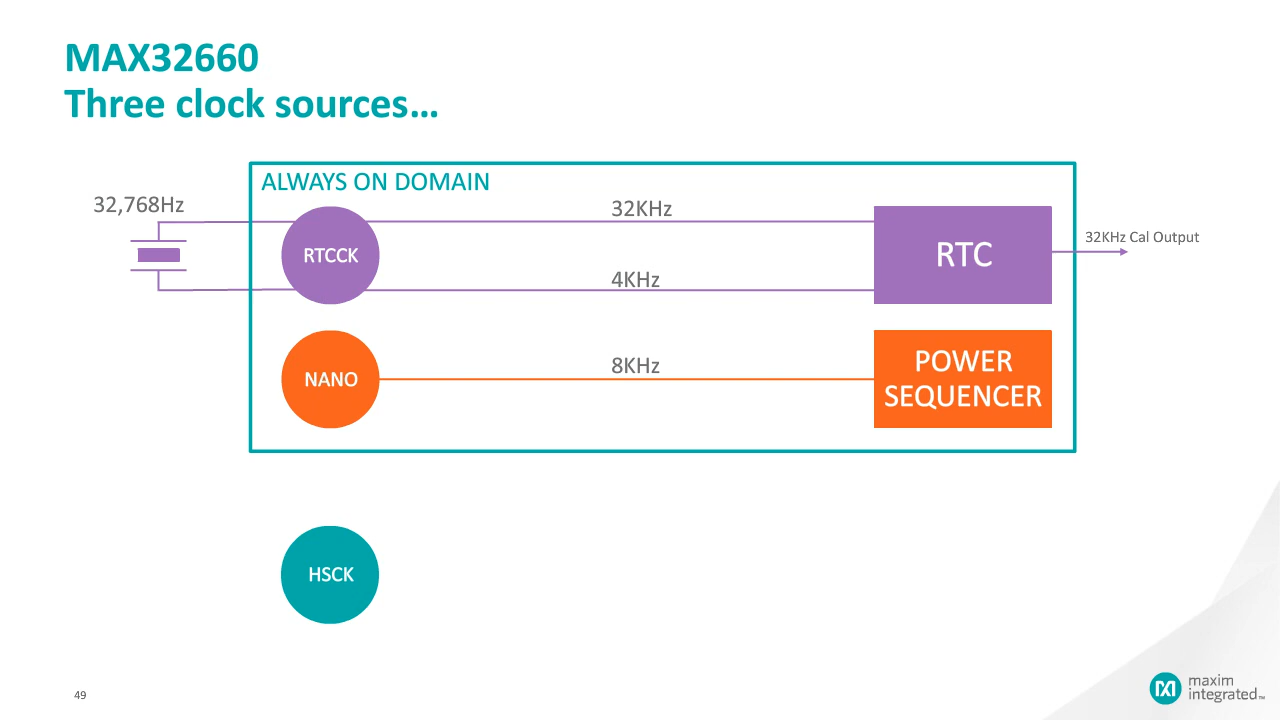 MAX32660
Three clock sources…
ALWAYS ON DOMAIN
32,768Hz
32KHz
RTCCK
RTC
32KHz Cal Output
4KHz
NANO
8KHz
POWER
SEQUENCER
HSCK
49
maxim
integrated™